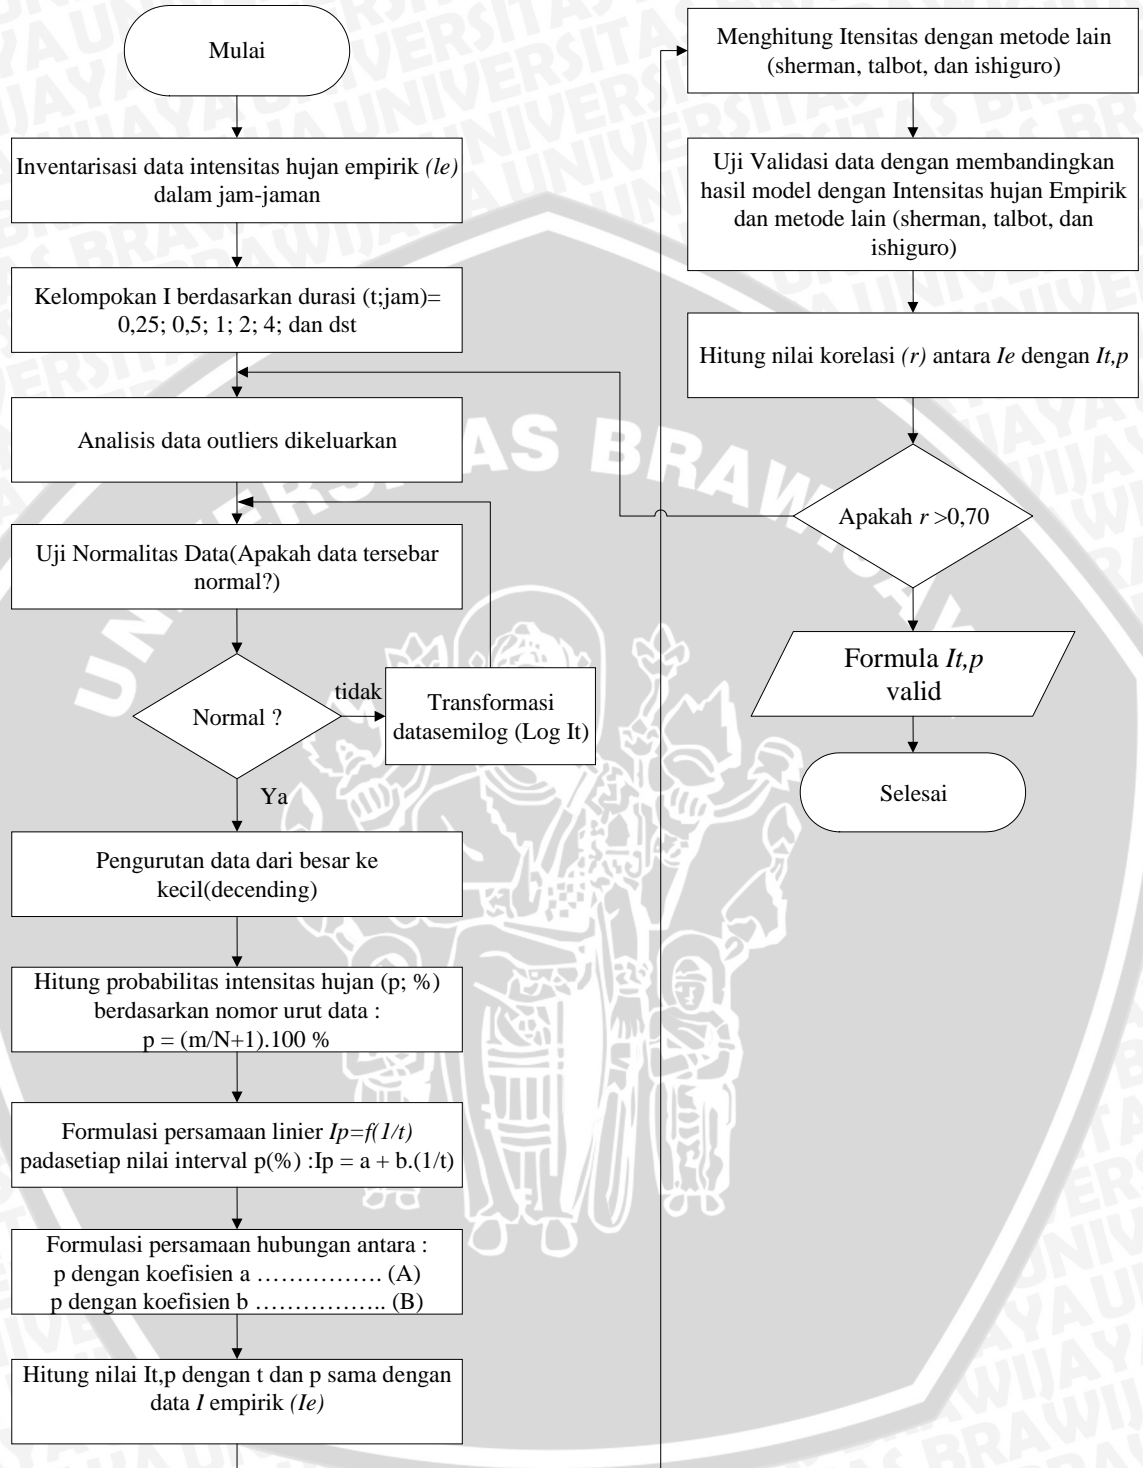 Mulai
Inventarisasi data intensitas hujan empirik (le)
dalam jam-jaman
Kelompokan I berdasarkan durasi (t;jam)=
0,25; 0,5; 1; 2; 4; dan dst
Analisis data outliers dikeluarkan
Uji Normalitas Data(Apakah data tersebar
normal?)
Normal ?
tidak
Transformasi
datasemilog (Log It)
Ya
Pengurutan data dari besar ke
kecil(decending)
Hitung probabilitas intensitas hujan (p; %)
berdasarkan nomor urut data :
p = (m/N+1).100 %
Formulasi persamaan linier Ip=f(1/t)
padasetiap nilai interval p(%) :Ip = a + b.(1/t)
Formulasi persamaan hubungan antara :
p dengan koefisien a ……………. (A)
p dengan koefisien b …………….. (B)
Hitung nilai It,p dengan t dan p sama dengan
data I empirik (Ie)
Menghitung Itensitas dengan metode lain
(sherman, talbot, dan ishiguro)
Uji Validasi data dengan membandingkan
hasil model dengan Intensitas hujan Empirik
dan metode lain (sherman, talbot, dan
ishiguro)
Hitung nilai korelasi (r) antara Ie dengan It,p
Apakah r >0,70
Formula It,p
valid
Selesai
UNIVERSITAS BRAWIJAYA